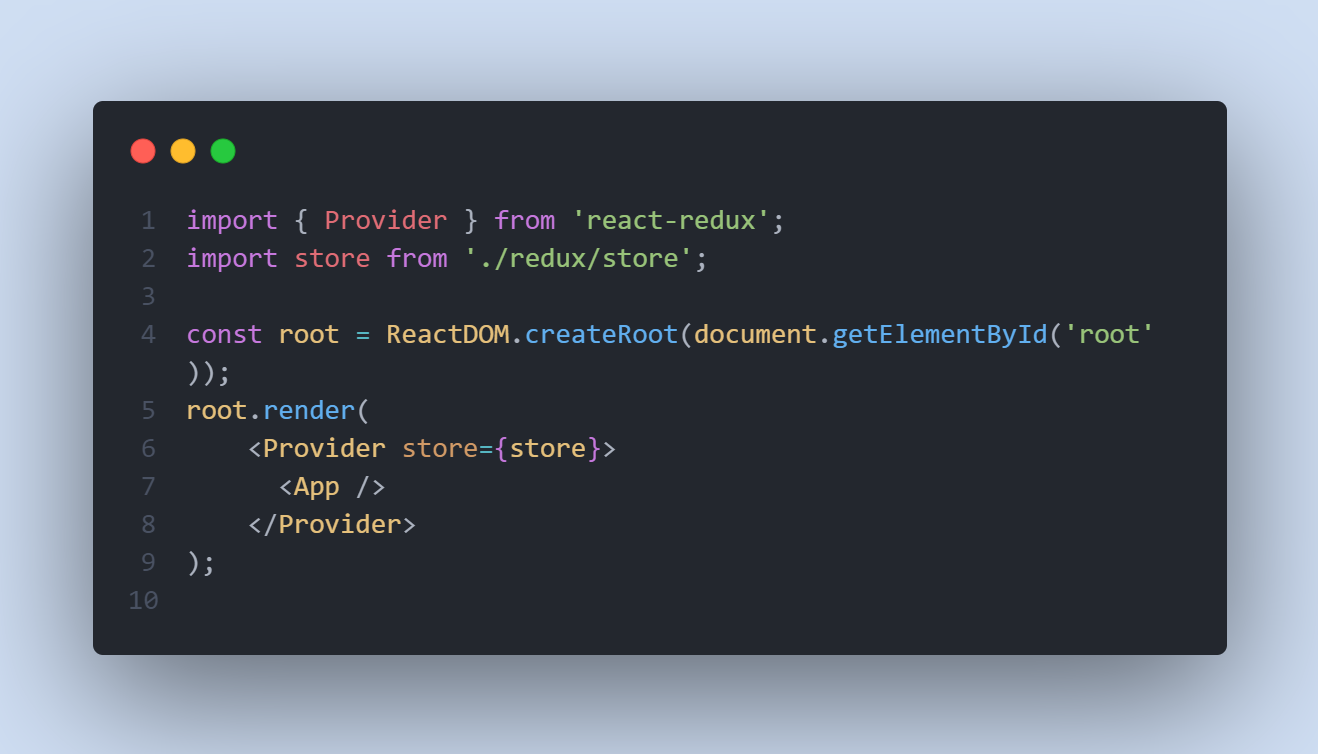 1 import { Provider } from 'react-redux';
2 import store from './redux/store';
3
4 const root = ReactDOM.createRoot(document.getElementById('root'
));
5 root.render(
6     <Provider store={store}>
7       <App />
8     </Provider>
9 );
10